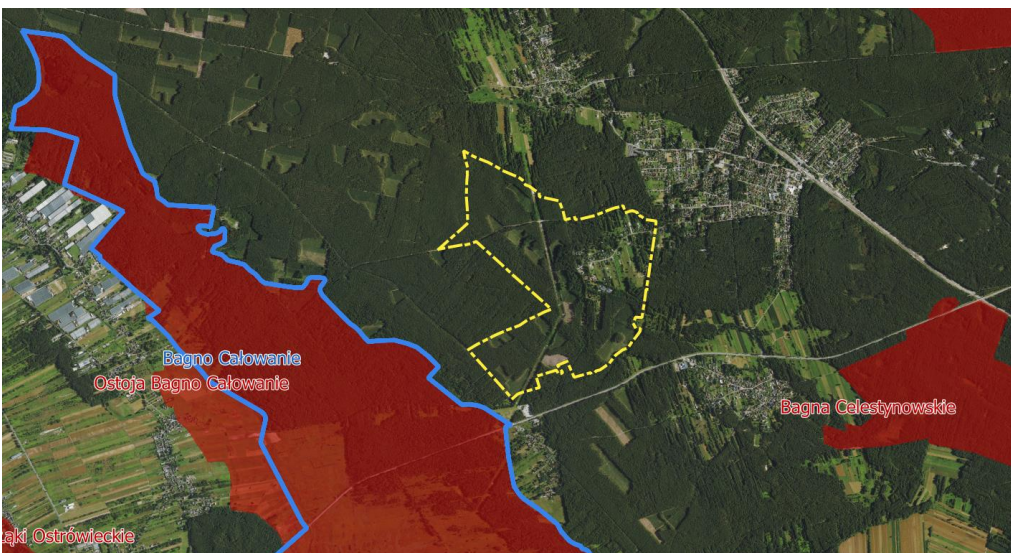 Bagno Całowanie
Ostoja Bagno Całowanie
Bagna Celestynowskie
Łąki Ostrówieckie